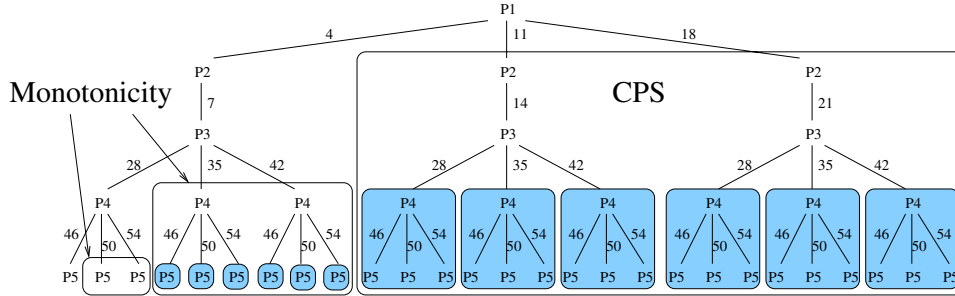 P1
4 11 18
P2 P2 P2
Monotonicity CPS
7 14 21
P3 P3 P3
28 35 42 28 35 42 28 35 42
P4 P4 P4 P4 P4 P4 P4 P4 P4
46 50 54 46 50 54 46 50 54 46 50 54 46 50 54 46 50 54 46 50 54 46 50 54 46 50 54
P5 P5 P5 P5 P5 P5 P5 P5 P5 P5 P5 P5 P5 P5 P5 P5 P5 P5 P5 P5 P5 P5 P5 P5 P5 P5 P5